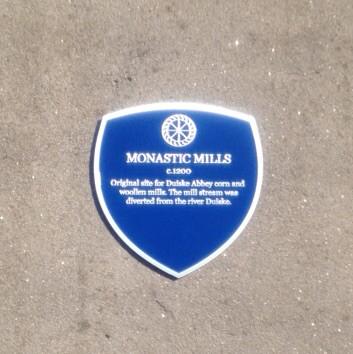 MONASTIC MILLS
c.1200
Original site for Duiske Abbey corn and
woollen mills. The mill stream was
diverted from the river Duiske.